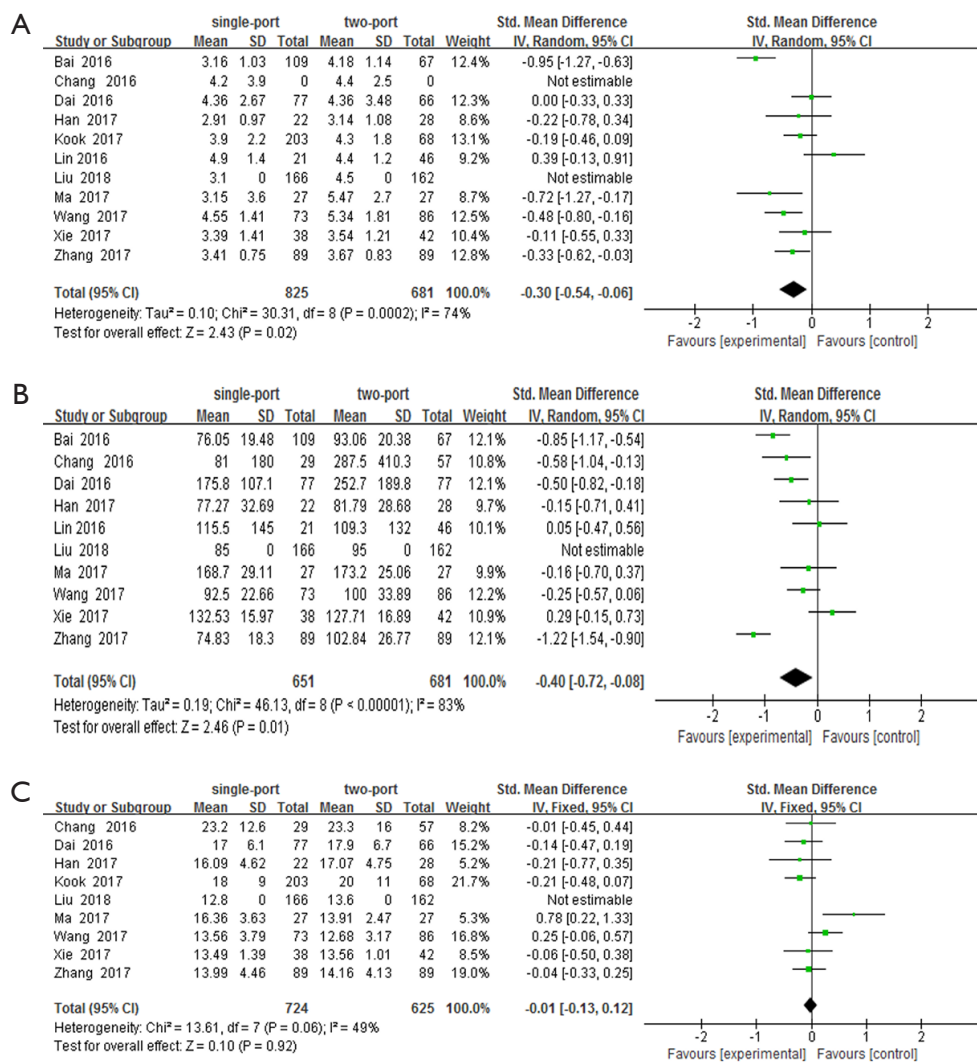 A
single-port two-port Std. Mean Difference Std. Mean Difference
Study or Subgroup Mean SD Total Mean SD Total Weight IV, Random, 95% CI IV, Random, 95% CI
Bai 2016 3.16 1.03 109 4.18 1.14 67 12.4% -0.95 [-1.27, -0.63]
Chang 2016 4.2 3.9 0 4.4 2.5 0 Not estimable
Dai 2016 4.36 2.67 77 4.36 3.48 66 12.3% 0.00 [-0.33, 0.33]
Han 2017 2.91 0.97 22 3.14 1.08 28 8.6% -0.22 [-0.78, 0.34]
Kook 2017 3.9 2.2 203 4.3 1.8 68 13.1% -0.19 [-0.46, 0.09]
Lin 2016 4.9 1.4 21 4.4 1.2 46 9.2% 0.39 [-0.13, 0.91]
Liu 2018 3.1 0 166 4.5 0 162 Not estimable
Ma 2017 3.15 3.6 27 5.47 2.7 27 8.7% -0.72 [-1.27, -0.17]
Wang 2017 4.55 1.41 73 5.34 1.81 86 12.5% -0.48 [-0.80, -0.16]
Xie 2017 3.39 1.41 38 3.54 1.21 42 10.4% -0.11 [-0.55, 0.33]
Zhang 2017 3.41 0.75 89 3.67 0.83 89 12.8% -0.33 [-0.62, -0.03]
Total (95% CI) 825 681 100.0% -0.30 [-0.54, -0.06]
Heterogeneity: Tau² = 0.10; Chi² = 30.31, df = 8 (P = 0.0002); I² = 74%
Test for overall effect: Z = 2.43 (P = 0.02)
-2 -1 0 1 2
Favours [experimental] Favours [control]
B
single-port two-port Std. Mean Difference Std. Mean Difference
Study or Subgroup Mean SD Total Mean SD Total Weight IV, Random, 95% CI IV, Random, 95% CI
Bai 2016 76.05 19.48 109 93.06 20.38 67 12.1% -0.85 [-1.17, -0.54]
Chang 2016 81 180 29 287.5 410.3 57 10.8% -0.58 [-1.04, -0.13]
Dai 2016 175.8 107.1 77 252.7 189.8 77 12.1% -0.50 [-0.82, -0.18]
Han 2017 77.27 32.69 22 81.79 28.68 28 9.7% -0.15 [-0.71, 0.41]
Lin 2016 115.5 145 21 109.3 132 46 10.1% 0.05 [-0.47, 0.56]
Liu 2018 85 0 166 95 0 162 Not estimable
Ma 2017 168.7 29.11 27 173.2 25.06 27 9.9% -0.16 [-0.70, 0.37]
Wang 2017 92.5 22.66 73 100 33.89 86 12.2% -0.25 [-0.57, 0.06]
Xie 2017 132.53 15.97 38 127.71 16.89 42 10.9% 0.29 [-0.15, 0.73]
Zhang 2017 74.83 18.3 89 102.84 26.77 89 12.1% -1.22 [-1.54, -0.90]
Total (95% CI) 651 681 100.0% -0.40 [-0.72, -0.08]
Heterogeneity: Tau² = 0.19; Chi² = 46.13, df = 8 (P < 0.00001); I² = 83%
Test for overall effect: Z = 2.46 (P = 0.01)
-2 -1 0 1 2
Favours [experimental] Favours [control]
C
single-port two-port Std. Mean Difference Std. Mean Difference
Study or Subgroup Mean SD Total Mean SD Total Weight IV, Fixed, 95% CI IV, Fixed, 95% CI
Chang 2016 23.2 12.6 29 23.3 16 57 8.2% -0.01 [-0.45, 0.44]
Dai 2016 17 6.1 77 17.9 6.7 66 15.2% -0.14 [-0.47, 0.19]
Han 2017 16.09 4.62 22 17.07 4.75 28 5.2% -0.21 [-0.77, 0.35]
Kook 2017 18 9 203 20 11 68 21.7% -0.21 [-0.48, 0.07]
Liu 2018 12.8 0 166 13.6 0 162 Not estimable
Ma 2017 16.36 3.63 27 13.91 2.47 27 5.3% 0.78 [0.22, 1.33]
Wang 2017 13.56 3.79 73 12.68 3.17 86 16.8% 0.25 [-0.06, 0.57]
Xie 2017 13.49 1.39 38 13.56 1.01 42 8.6% -0.06 [-0.50, 0.38]
Zhang 2017 13.99 4.46 89 14.16 4.13 89 19.0% -0.04 [-0.33, 0.25]
Total (95% CI) 724 625 100.0% -0.01 [-0.13, 0.12]
Heterogeneity: Chi² = 13.61, df = 7 (P = 0.06); I² = 49%
Test for overall effect: Z = 0.10 (P = 0.92)
-2 -1 0 1 2
Favours [experimental] Favours [control]